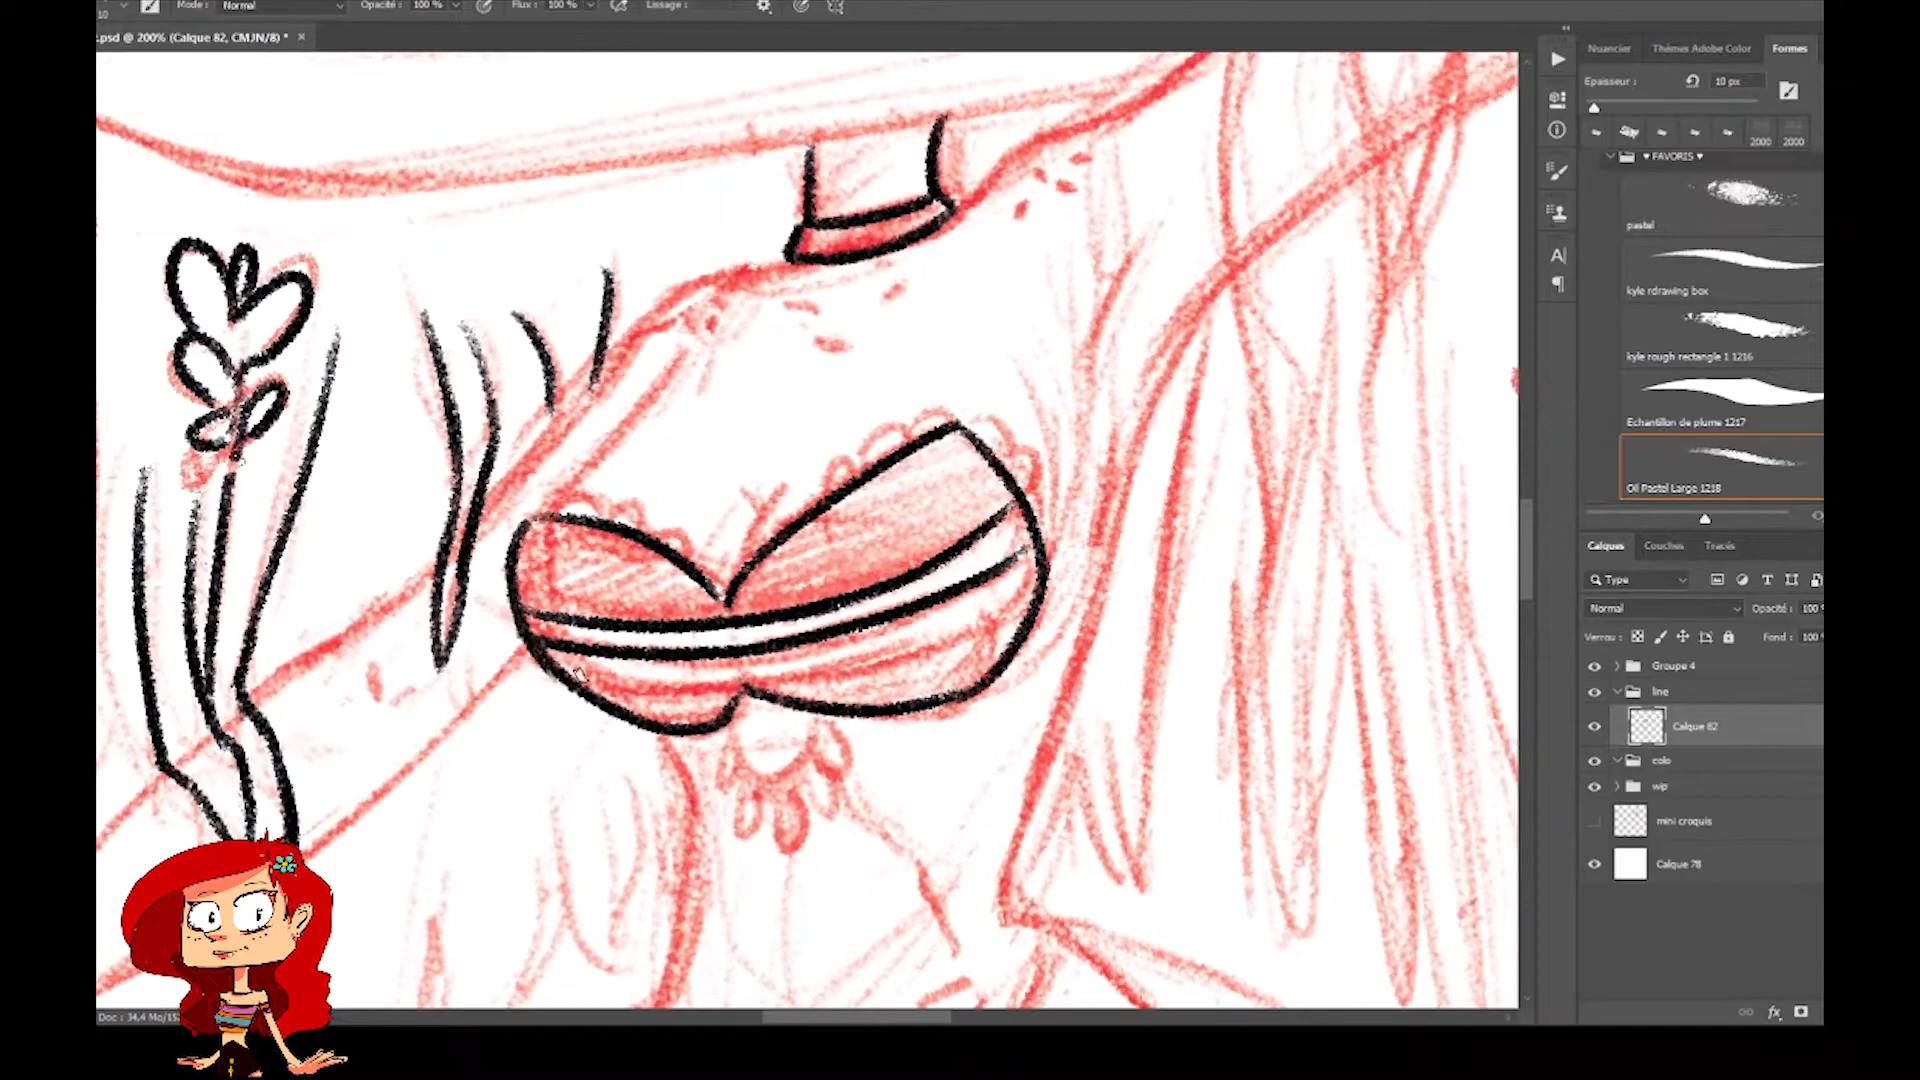 10 Mode : Normal Opacité : 100 % Flux : 100 % Lissage :
.psd @ 200% (Calque 82, CMJN/8) * ×
Nuancier Thèmes Adobe Color Formes
Epaisseur : 10 px
2000 2000
♥ FAVORIS ♥
pastel
kyle rdrawing box
kyle rough rectangle 1 1216
Echantillon de plume 1217
Oil Pastel Large 1218
Calques Couches Tracés
Type
Normal Opacité : 100
Verrou : Fond : 100
Groupe 4
line
Calque 82
colo
wip
mini croquis
Calque 78
fx
Doc : 34,4 Mo/15